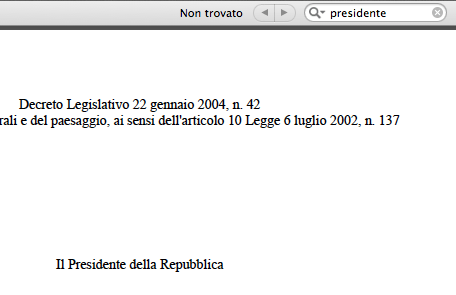 Non trovato presidente
Decreto Legislativo 22 gennaio 2004, n. 42
e del paesaggio, ai sensi dell'articolo 10 Legge 6 luglio 2002, n. 137
Il Presidente della Repubblica